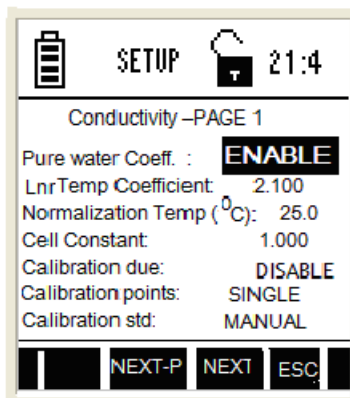 SETUP 21:4
Conductivity –PAGE 1
Pure water Coeff. : ENABLE
LnrTemp Coefficient: 2.100
Normalization Temp (⁰C): 25.0
Cell Constant: 1.000
Calibration due: DISABLE
Calibration points: SINGLE
Calibration std: MANUAL
NEXT-P NEXT ESC